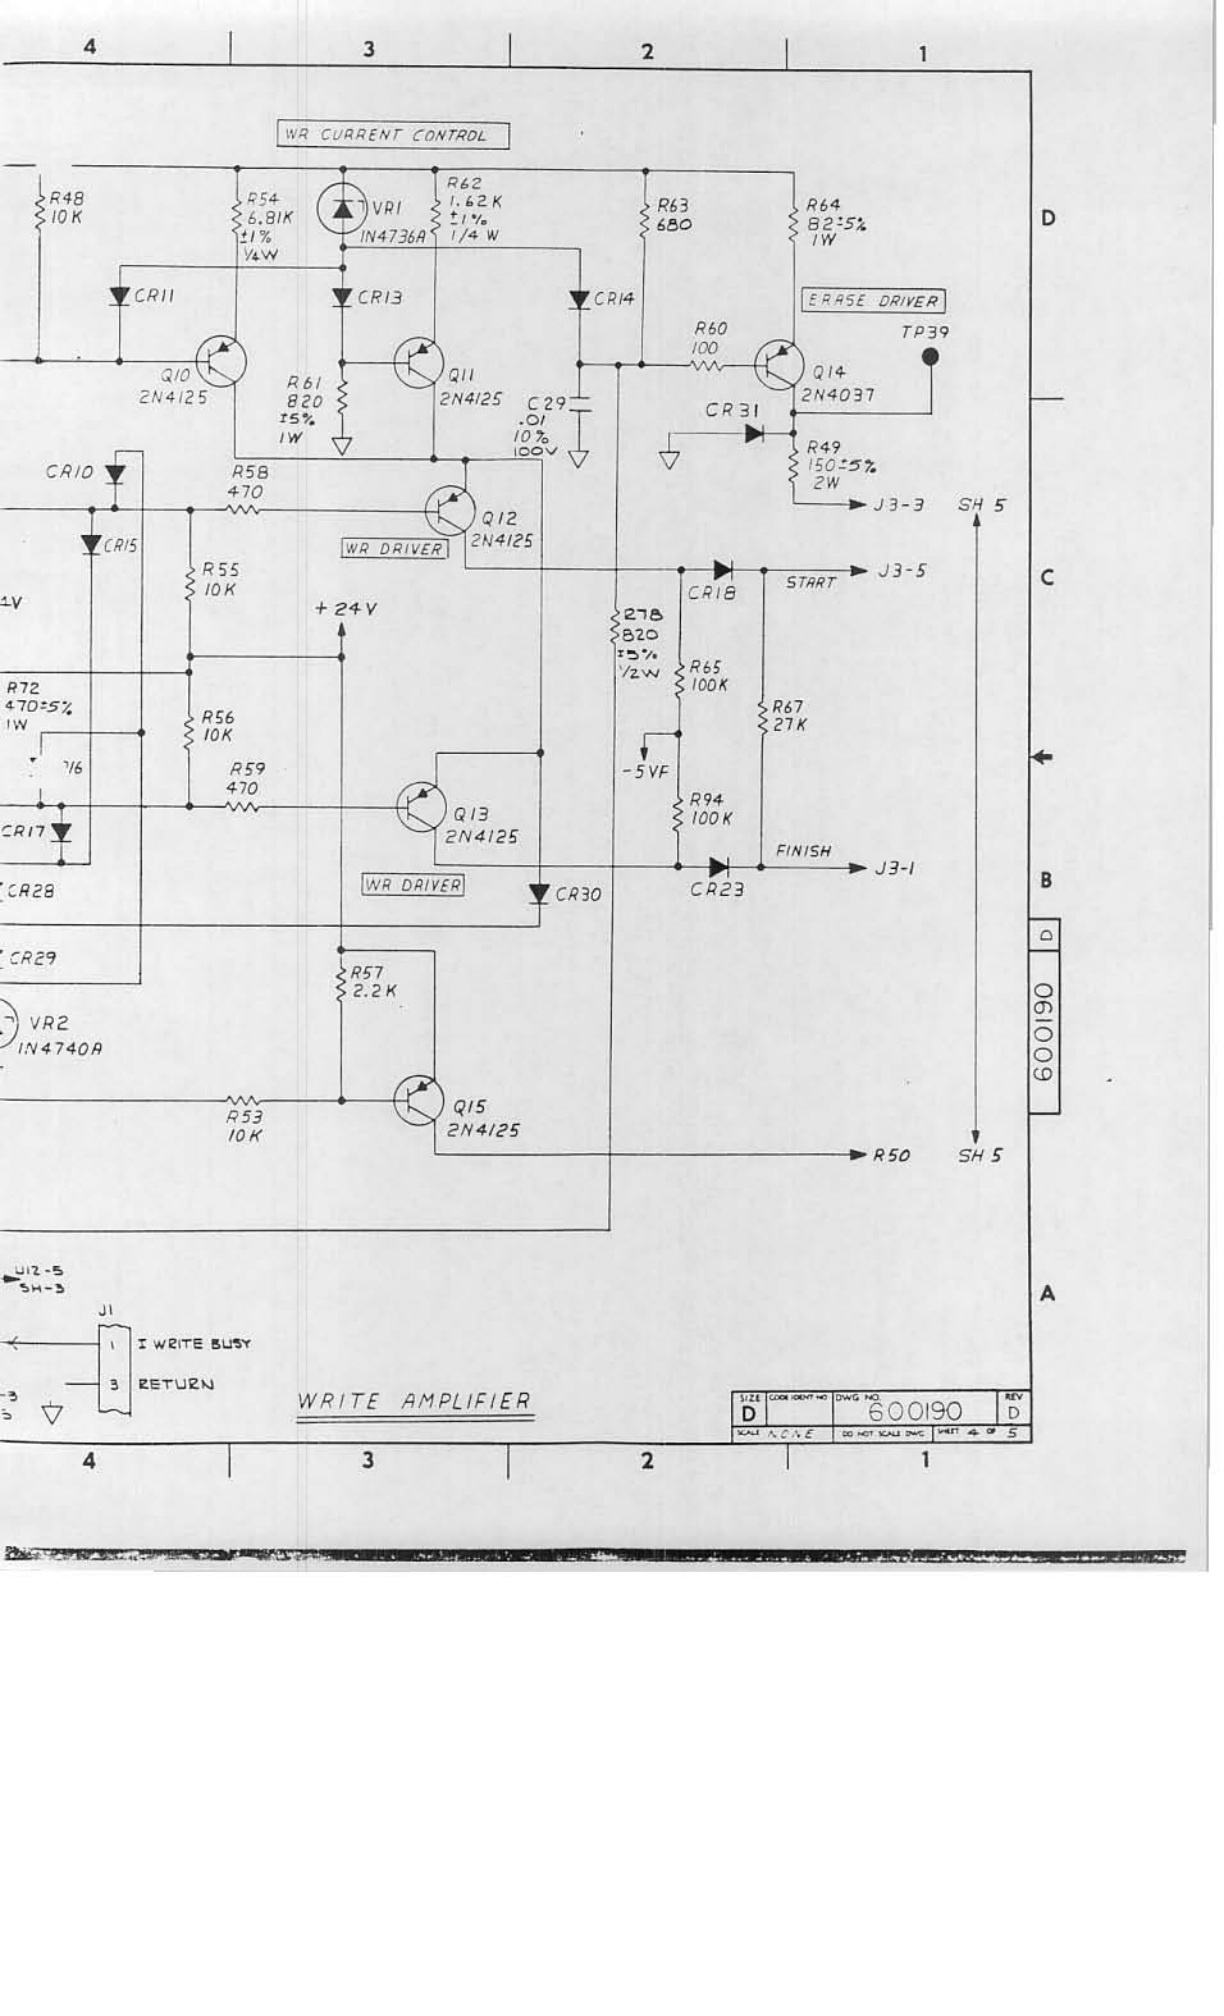 4 3 2 1
WR CURRENT CONTROL
R48
10K
R54
6.81K
±1%
1/4W
VR1
IN4736A
R62
1.62K
±1%
1/4 W
R63
680
R64
82±5%
1W
D
CR11
CR13
CR14
ERASE DRIVER
TP39
R60
100
Q10
2N4125
R61
820
±5%
1W
Q11
2N4125
C29
.01
10%
100V
Q14
2N4037
CR31
R49
150±5%
2W
CR10
R58
470
Q12
2N4125
J3-3 SH 5
CR15
WR DRIVER
R55
10K
+24V
CR18
START
J3-5
C
R72
470±5%
1W
R56
10K
R278
820
±5%
1/2W
R65
100K
R67
27K
-5VF
R59
470
Q13
2N4125
R94
100K
CR17
WR DRIVER
CR23
FINISH
J3-1
B
CR28
CR30
CR29
R57
2.2K
D
600190
VR2
IN4740A
R53
10K
Q15
2N4125
R50 SH 5
U12-5
SH-3
J1
1 I WRITE BUSY
3 RETURN
A
WRITE AMPLIFIER
SIZE
D
CODE IDENT NO
DWG NO.
600190
REV
D
SCALE NONE
DO NOT SCALE DWG
SHEET 4 OF 5
4 3 2 1